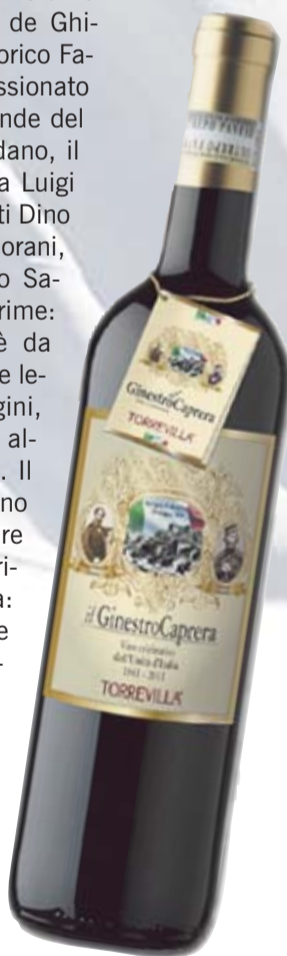 de Ghi-
orico Fa-
ssionato
nde del
dano, il
a Luigi
ti Dino
orani,
o Sa-
rime:
è da
e le-
gini,
al-
. Il
no
re
ri-
a:
e
-
PAVESE
GinestroCaprera
TORREVILLA
il GinestroCaprera
Vino celebrativo
dell'Unità d'Italia
1861 - 2011
TORREVILLA